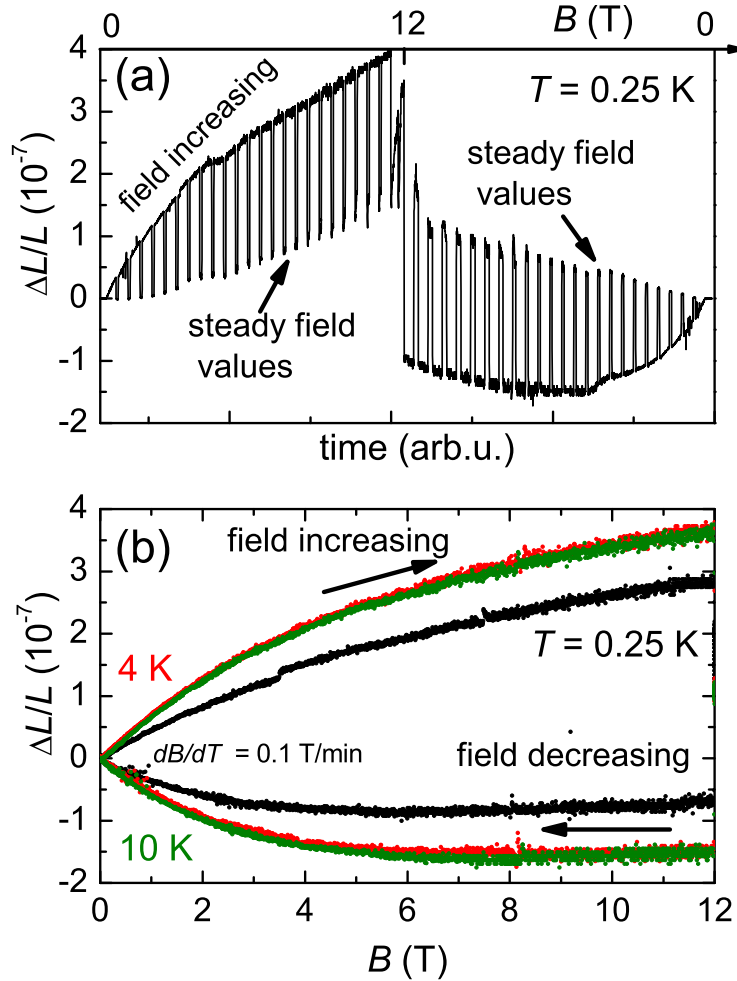 0 12 B (T) 0
(a)
T = 0.25 K
field increasing
steady field
values
steady field
values
ΔL/L (10⁻⁷)
4
3
2
1
0
-1
-2
time (arb.u.)
(b)
field increasing
4 K
T = 0.25 K
dB/dT = 0.1 T/min
field decreasing
10 K
ΔL/L (10⁻⁷)
4
3
2
1
0
-1
-2
0 2 4 6 8 10 12
B (T)